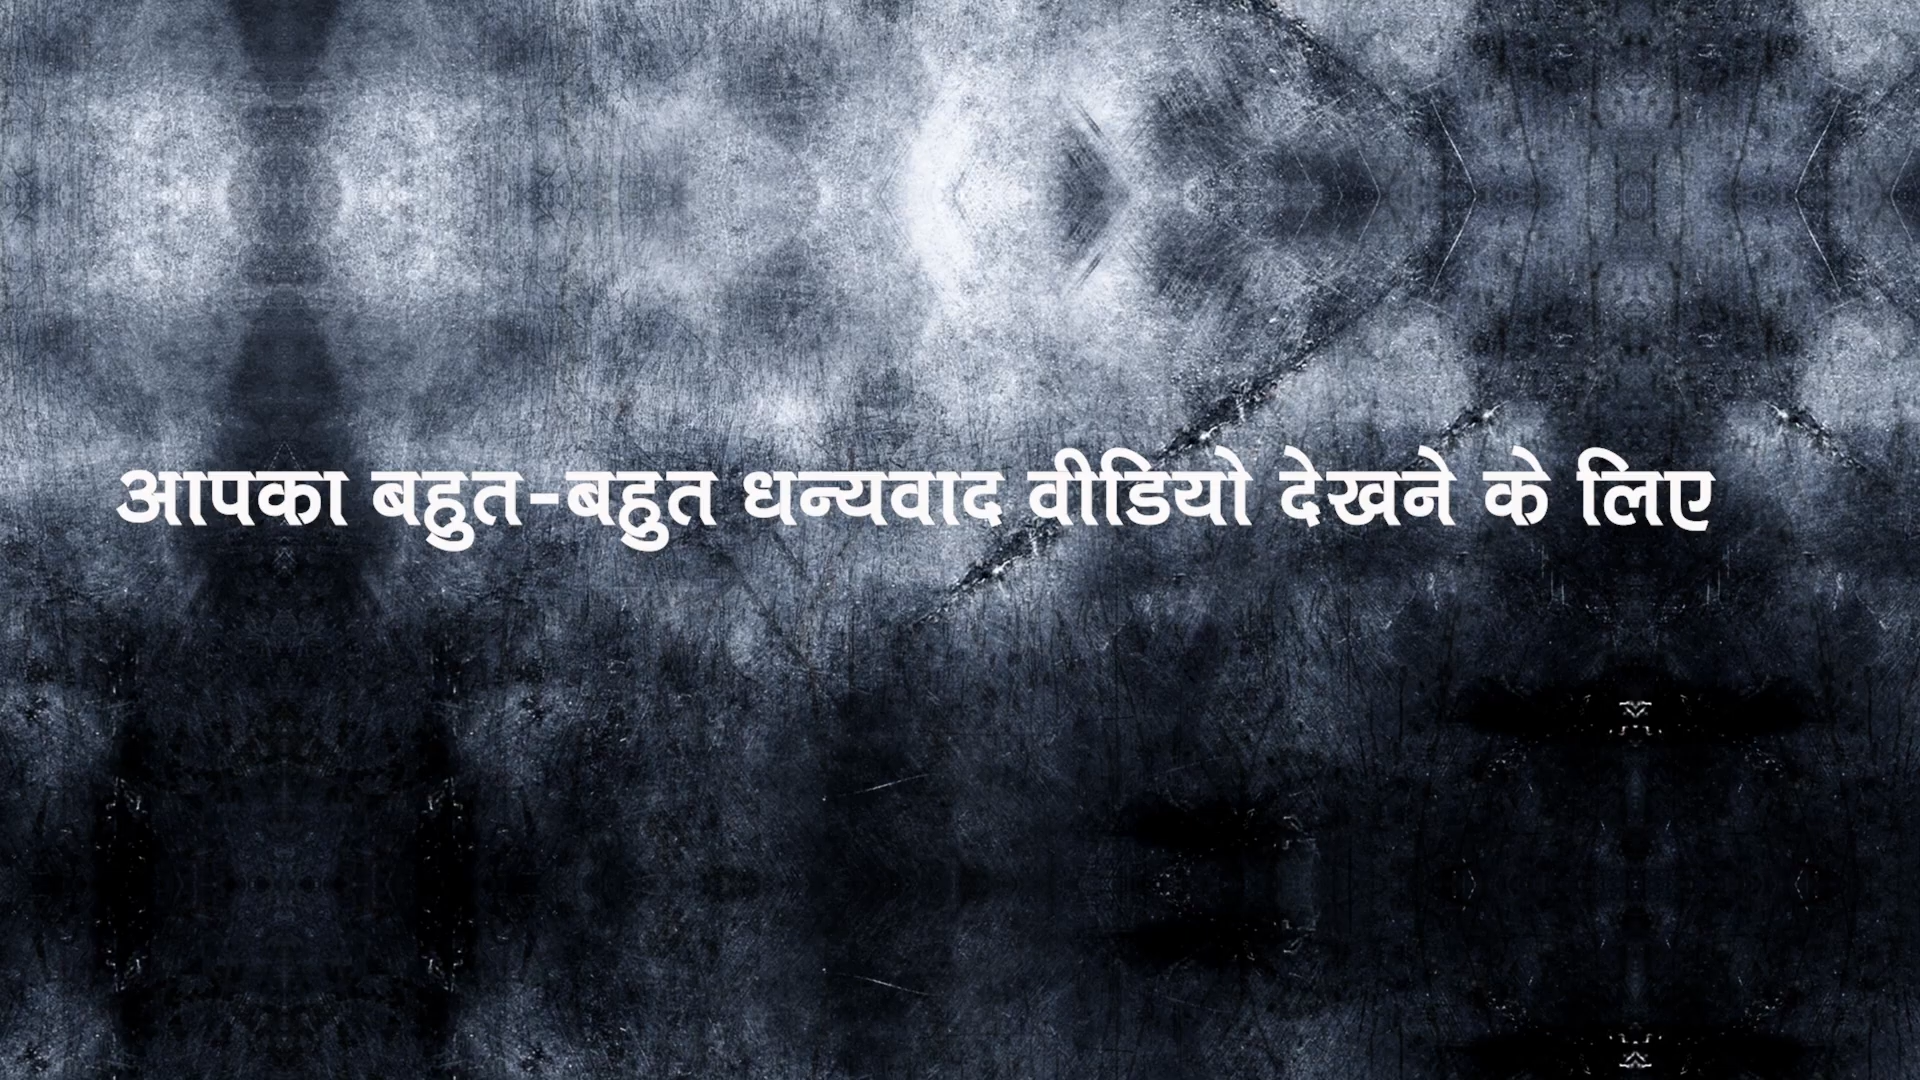 आपका बहुत-बहुत धन्यवाद वीडियो देखने के लिए